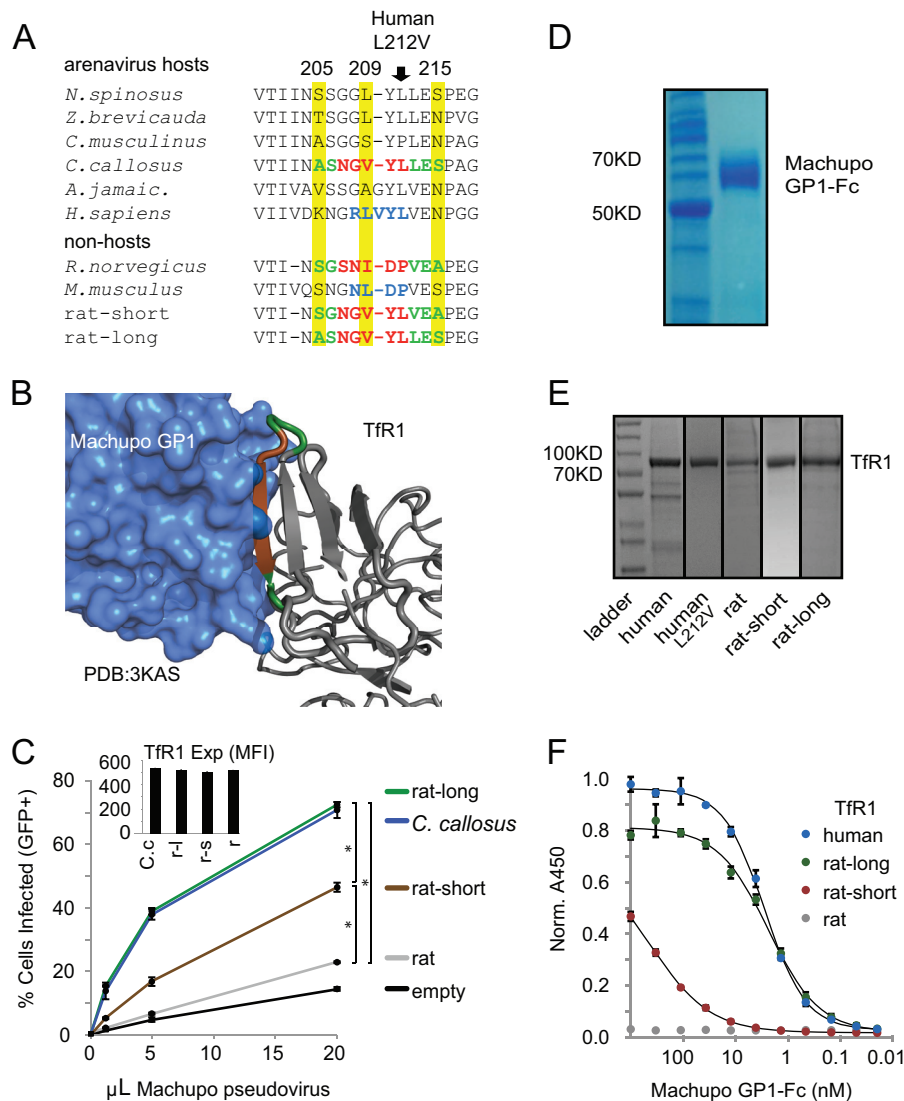 A
Human
L212V
arenavirus hosts
205 209 215
N.spinosus VTIINSSGGL-YLLESPEG
Z.brevicauda VTIINTSGGL-YLLENPVG
C.musculinus VTIINASGGS-YPLENPEG
C.callosus VTIINASNGV-YLLESPAG
A.jamaic. VTIVAVSSGAGYLVENPAG
H.sapiens VIIVDKNGRLVYLVENPGG
non-hosts
R.norvegicus VTI-NSGSNI-DPVEAPEG
M.musculus VTIVQSNGNL-DPVESPEG
rat-short VTI-NSGNGV-YLVEAPEG
rat-long VTI-NASNGV-YLLESPEG
B
Machupo GP1
TfR1
PDB:3KAS
C
TfR1 Exp (MFI)
600
400
200
0
C.c
r-l
r-s
r
80
60
40
20
0
% Cells Infected (GFP+)
rat-long
C. callosus
rat-short
rat
empty
*
*
*
0 5 10 15 20
µL Machupo pseudovirus
D
70KD
50KD
Machupo
GP1-Fc
E
100KD
70KD
TfR1
ladder
human
human
L212V
rat
rat-short
rat-long
F
1.0
0.8
0.6
0.4
0.2
0.0
Norm. A450
TfR1
human
rat-long
rat-short
rat
100 10 1 0.1 0.01
Machupo GP1-Fc (nM)